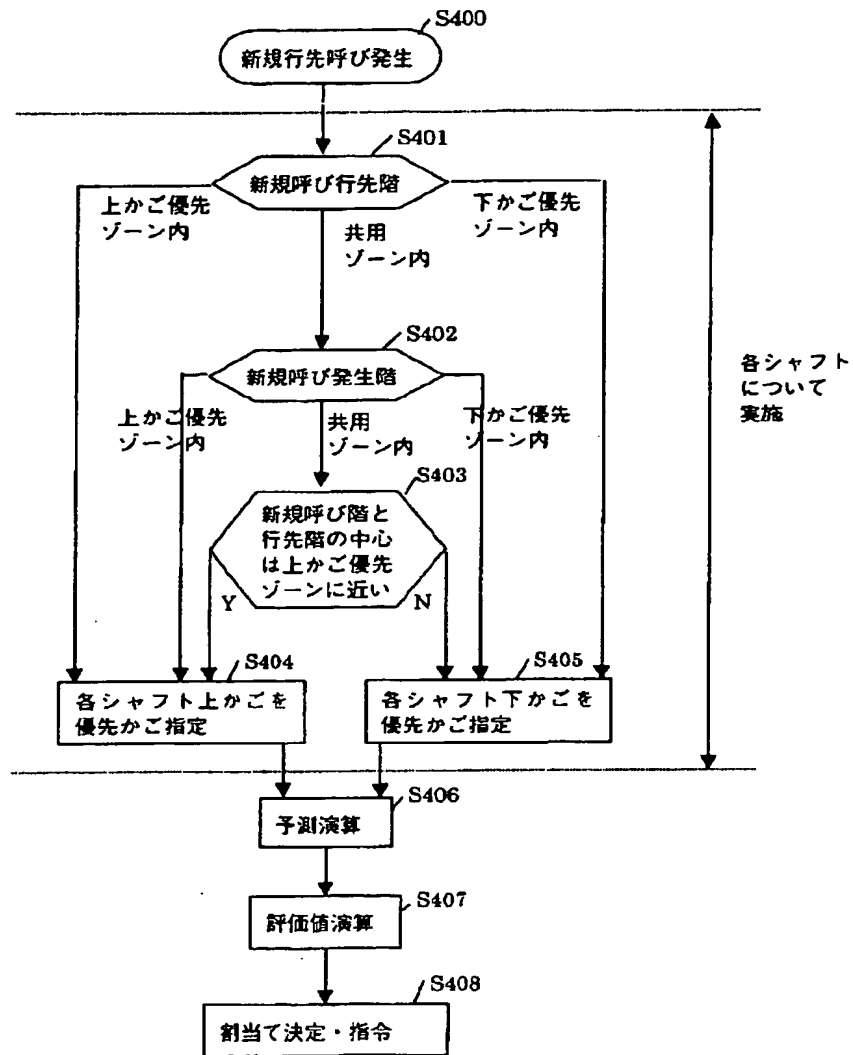 S400
新規行先呼び発生
S401
新規呼び行先階
上かご優先
ゾーン内
共用
ゾーン内
下かご優先
ゾーン内
S402
新規呼び発生階
上かご優先
ゾーン内
共用
ゾーン内
下かご優先
ゾーン内
各シャフト
について
実施
S403
新規呼び階と
行先階の中心
は上かご優先
ゾーンに近い
Y
N
S404
各シャフト上かごを
優先かご指定
S405
各シャフト下かごを
優先かご指定
S406
予測演算
S407
評価値演算
S408
割当て決定・指令